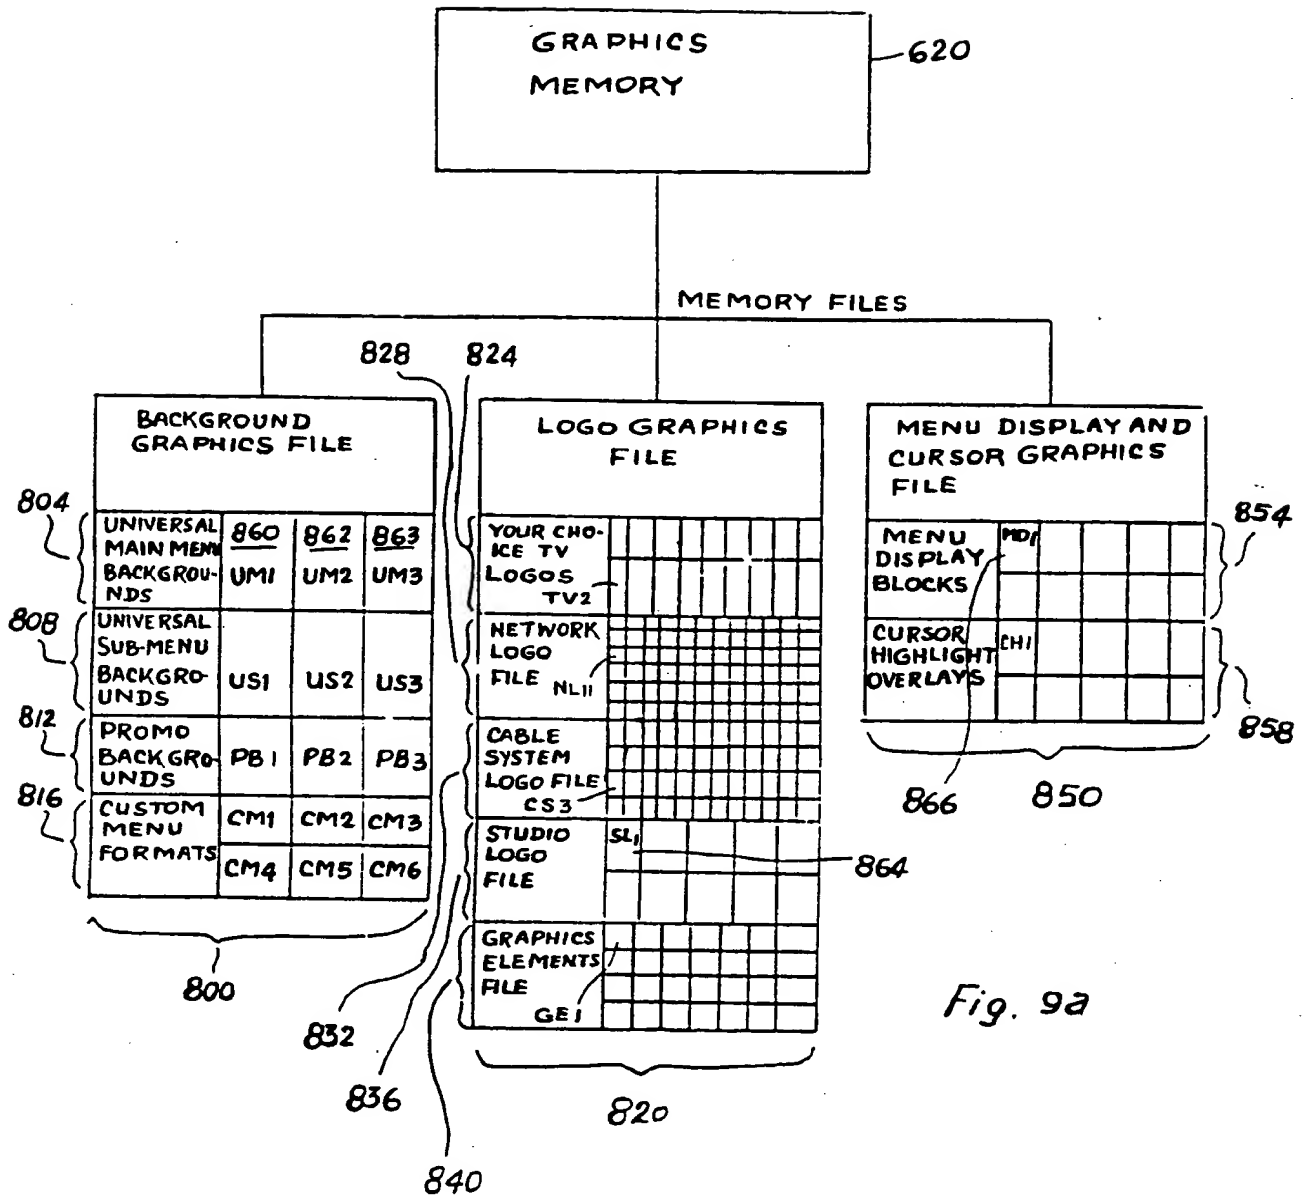 GRAPHICS
MEMORY
620
MEMORY FILES
828
824
BACKGROUND
GRAPHICS FILE
804
UNIVERSAL
MAIN MENU
BACKGROU-
NDS
860 862 863
UM1 UM2 UM3
808
UNIVERSAL
SUB-MENU
BACKGRO-
UNDS
US1 US2 US3
812
PROMO
BACKGRO-
UNDS
PB1 PB2 PB3
816
CUSTOM
MENU
FORMATS
CM1 CM2 CM3
CM4 CM5 CM6
800
LOGO GRAPHICS
FILE
YOUR CHO-
ICE TV
LOGOS
TV2
NETWORK
LOGO
FILE
NL11
CABLE
SYSTEM
LOGO FILE
CS3
STUDIO
LOGO
FILE
SL1
864
GRAPHICS
ELEMENTS
FILE
GE1
832
836
840
820
MENU DISPLAY AND
CURSOR GRAPHICS
FILE
MENU
DISPLAY
BLOCKS
MD1
854
CURSOR
HIGHLIGHT
OVERLAYS
CH1
858
866
850
Fig. 9a